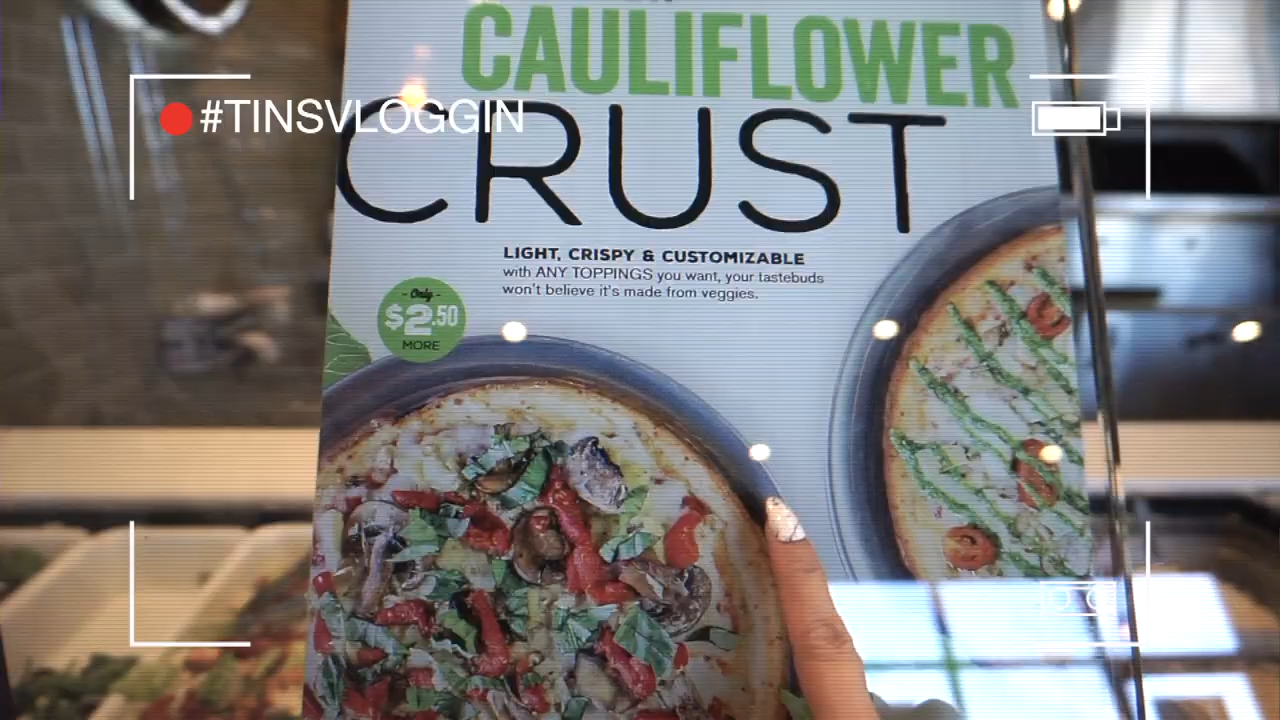 CAULIFLOWER
#TINSVLOGGIN
CRUST
LIGHT, CRISPY & CUSTOMIZABLE
with ANY TOPPINGS you want, your tastebuds
won't believe it's made from veggies.
- Only -
$2.50
MORE